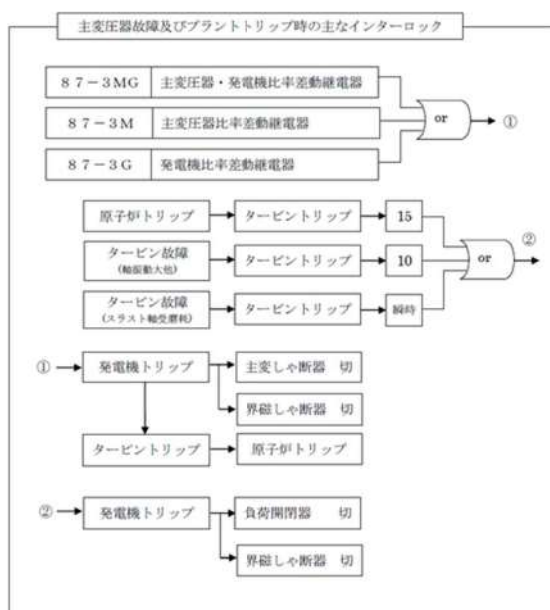 主変圧器故障及びプラントトリップ時の主なインターロック
87-3MG 主変圧器・発電機比率差動継電器
87-3M 主変圧器比率差動継電器
87-3G 発電機比率差動継電器
or
①
原子炉トリップ タービントリップ 15
タービン故障
(軸振動大他)
タービントリップ 10
タービン故障
(スラスト軸受磨耗)
タービントリップ 瞬時
or
②
① 発電機トリップ 主変しゃ断器 切
界磁しゃ断器 切
タービントリップ 原子炉トリップ
② 発電機トリップ 負荷開閉器 切
界磁しゃ断器 切